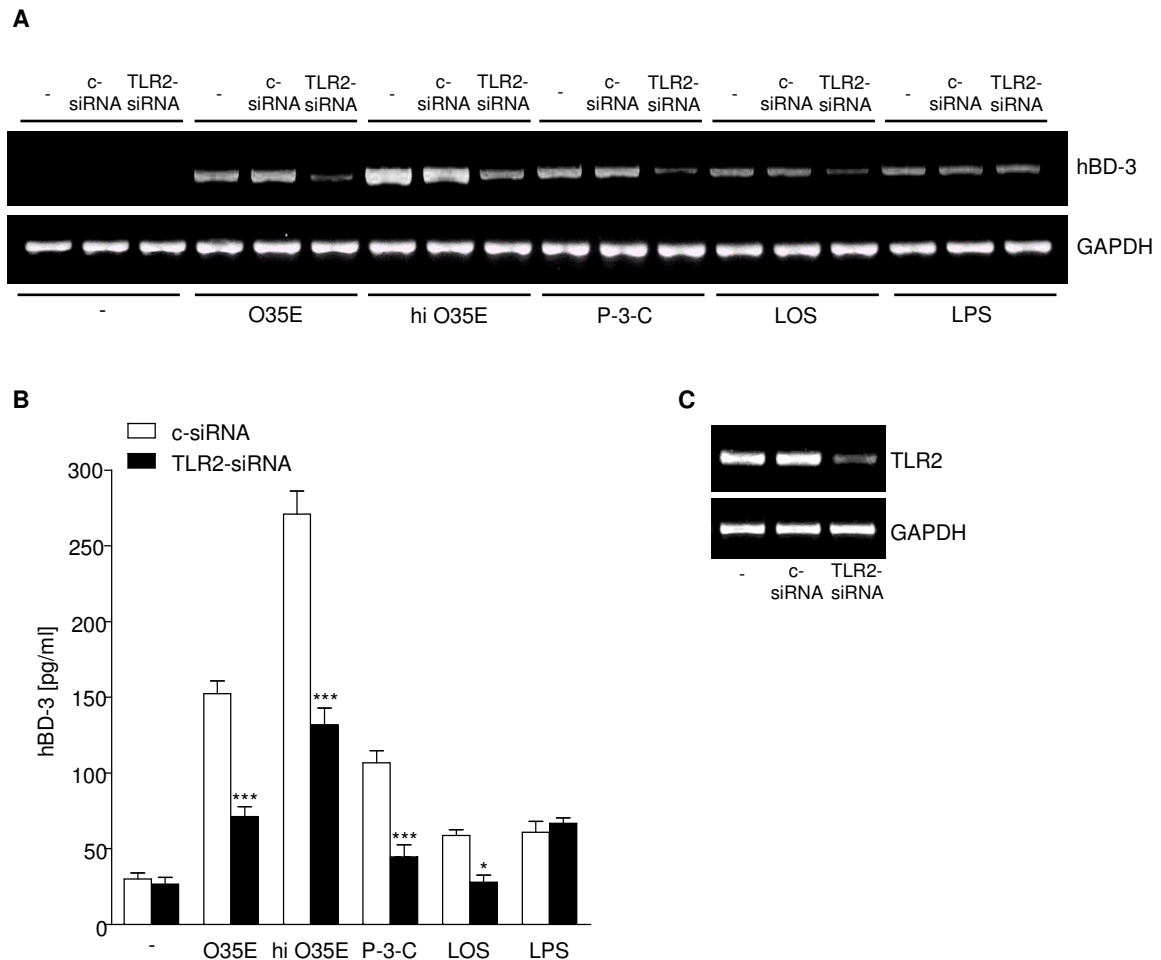 A
- c- TLR2- - c- TLR2- - c- TLR2- - c- TLR2- - c- TLR2- - c- TLR2-
siRNA siRNA siRNA siRNA siRNA siRNA siRNA siRNA siRNA siRNA siRNA siRNA
hBD-3
GAPDH
- O35E hi O35E P-3-C LOS LPS
B
c-siRNA
TLR2-siRNA
hBD-3 [pg/ml]
300
250
200
150
100
50
0
***
***
***
*
- O35E hi O35E P-3-C LOS LPS
C
TLR2
GAPDH
- c- TLR2-
siRNA siRNA